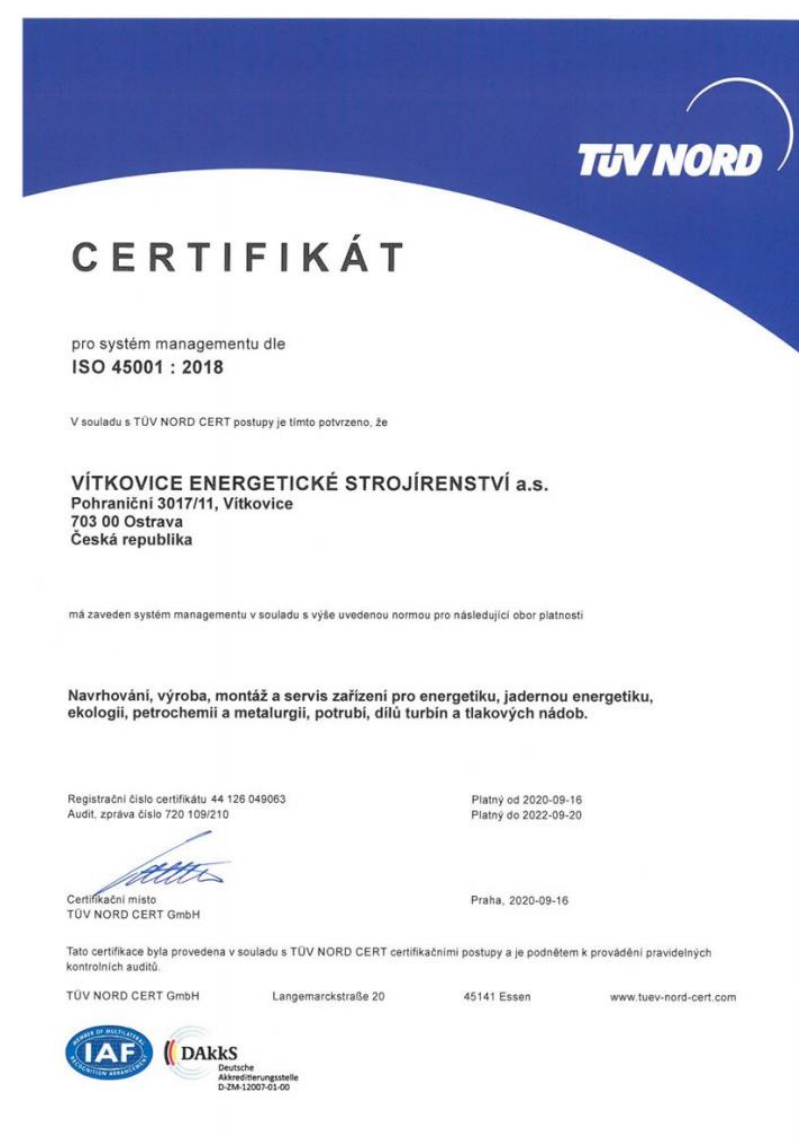 TÜV NORD
CERTIFIKÁT
pro systém managementu dle
ISO 45001 : 2018
V souladu s TÜV NORD CERT postupy je tímto potvrzeno, že
VÍTKOVICE ENERGETICKÉ STROJÍRENSTVÍ a.s.
Pohraniční 3017/11, Vítkovice
703 00 Ostrava
Česká republika
má zaveden systém managementu v souladu s výše uvedenou normou pro následující obor platnosti
Navrhování, výroba, montáž a servis zařízení pro energetiku, jadernou energetiku,
ekologii, petrochemii a metalurgii, potrubí, dílů turbín a tlakových nádob.
Registrační číslo certifikátu 44 126 049063
Audit, zpráva číslo 720 109/210
Platný od 2020-09-16
Platný do 2022-09-20
Certifikační místo
TÜV NORD CERT GmbH
Praha, 2020-09-16
Tato certifikace byla provedena v souladu s TÜV NORD CERT certifikačními postupy a je podnětem k provádění pravidelných
kontrolních auditů.
TÜV NORD CERT GmbH Langemarckstraße 20 45141 Essen www.tuev-nord-cert.com
MEMBER OF MULTILATERAL
IAF
RECOGNITION ARRANGEMENT
DAkkS
Deutsche
Akkreditierungsstelle
D-ZM-12007-01-00